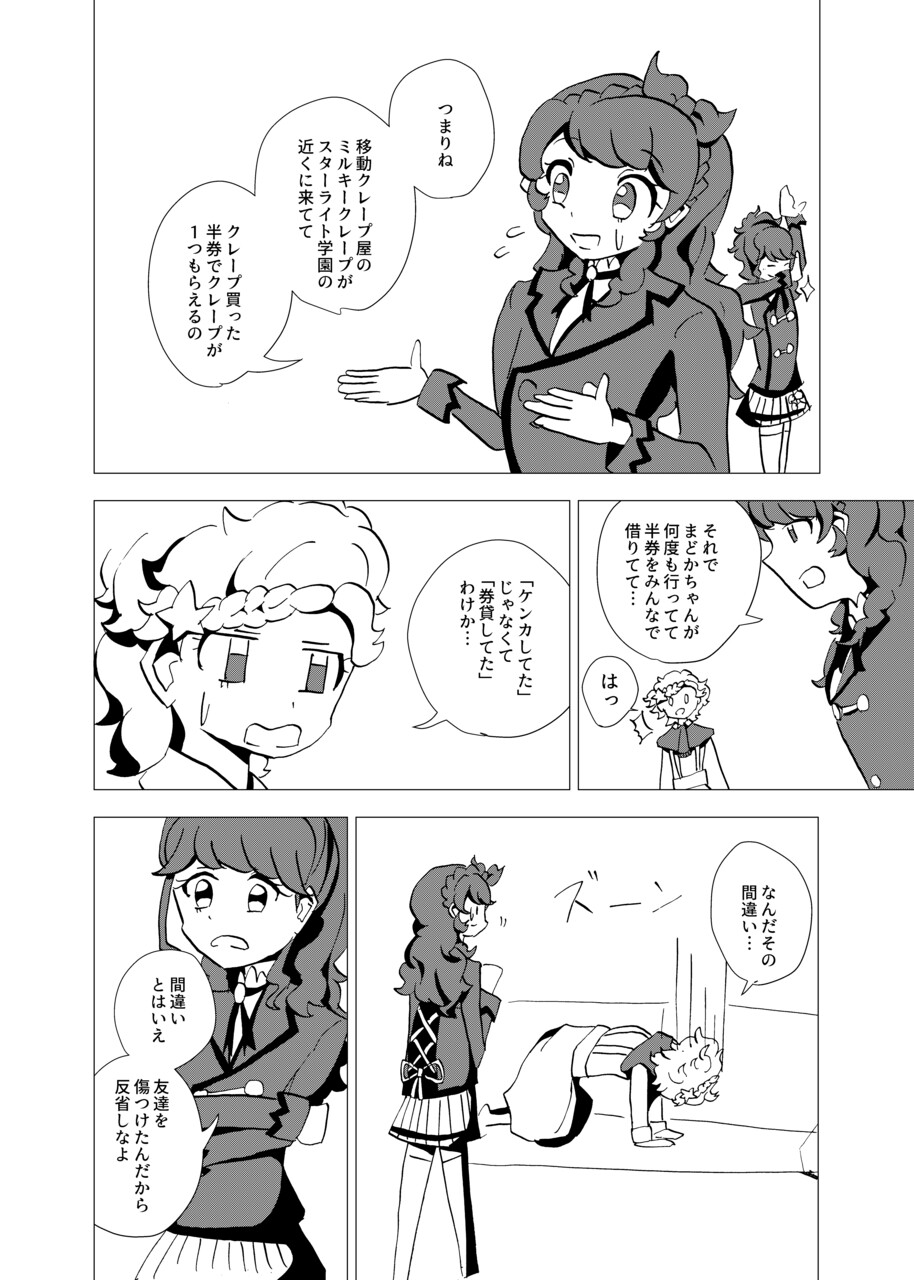 つまりね
移動クレープ屋の
ミルキークレープが
スターライト学園の
近くに来てて
クレープ買った
半券でクレープが
１つもらえるの
それで
まどかちゃんが
何度も行ってて
半券をみんなで
借りてて…
はっ
「ケンカしてた」
じゃなくて
「券貸してた」
わけか…
なんだその
間違い…
ズーン
間違い
とはいえ
友達を
傷つけたんだから
反省しなよ